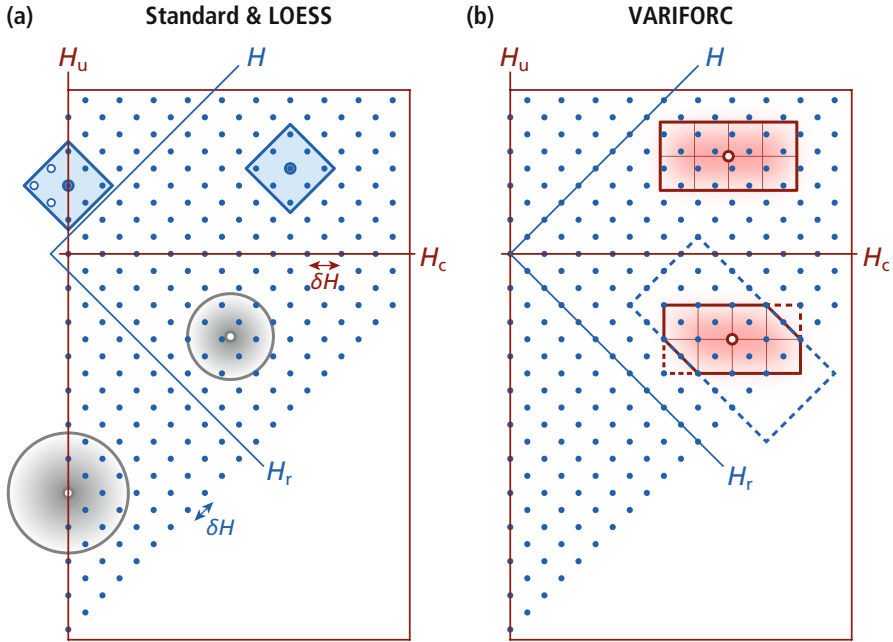 (a) Standard & LOESS
Hu
H
Hc
δH
Hr
δH
(b) VARIFORC
Hu
H
Hc
Hr